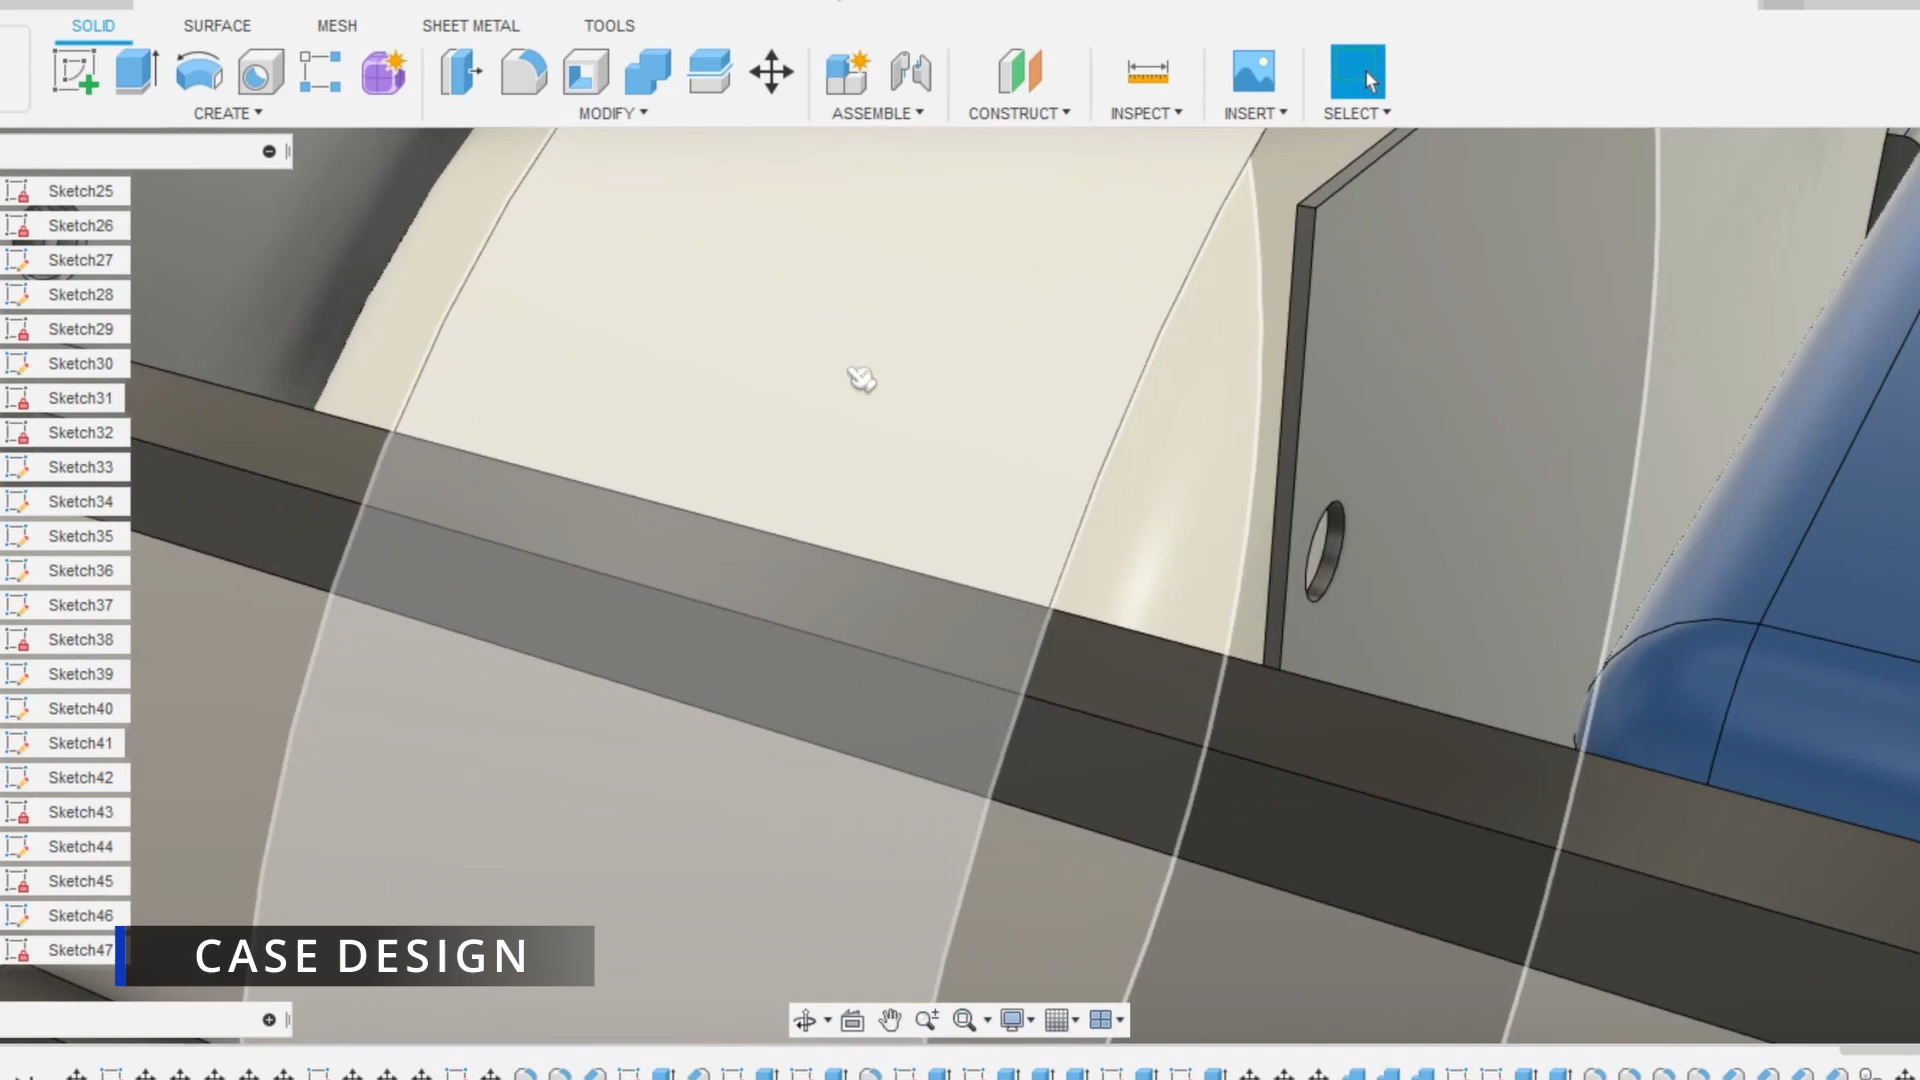 SOLID SURFACE MESH SHEET METAL TOOLS
CREATE MODIFY ASSEMBLE CONSTRUCT INSPECT INSERT SELECT
Sketch25
Sketch26
Sketch27
Sketch28
Sketch29
Sketch30
Sketch31
Sketch32
Sketch33
Sketch34
Sketch35
Sketch36
Sketch37
Sketch38
Sketch39
Sketch40
Sketch41
Sketch42
Sketch43
Sketch44
Sketch45
Sketch46
Sketch47
CASE DESIGN